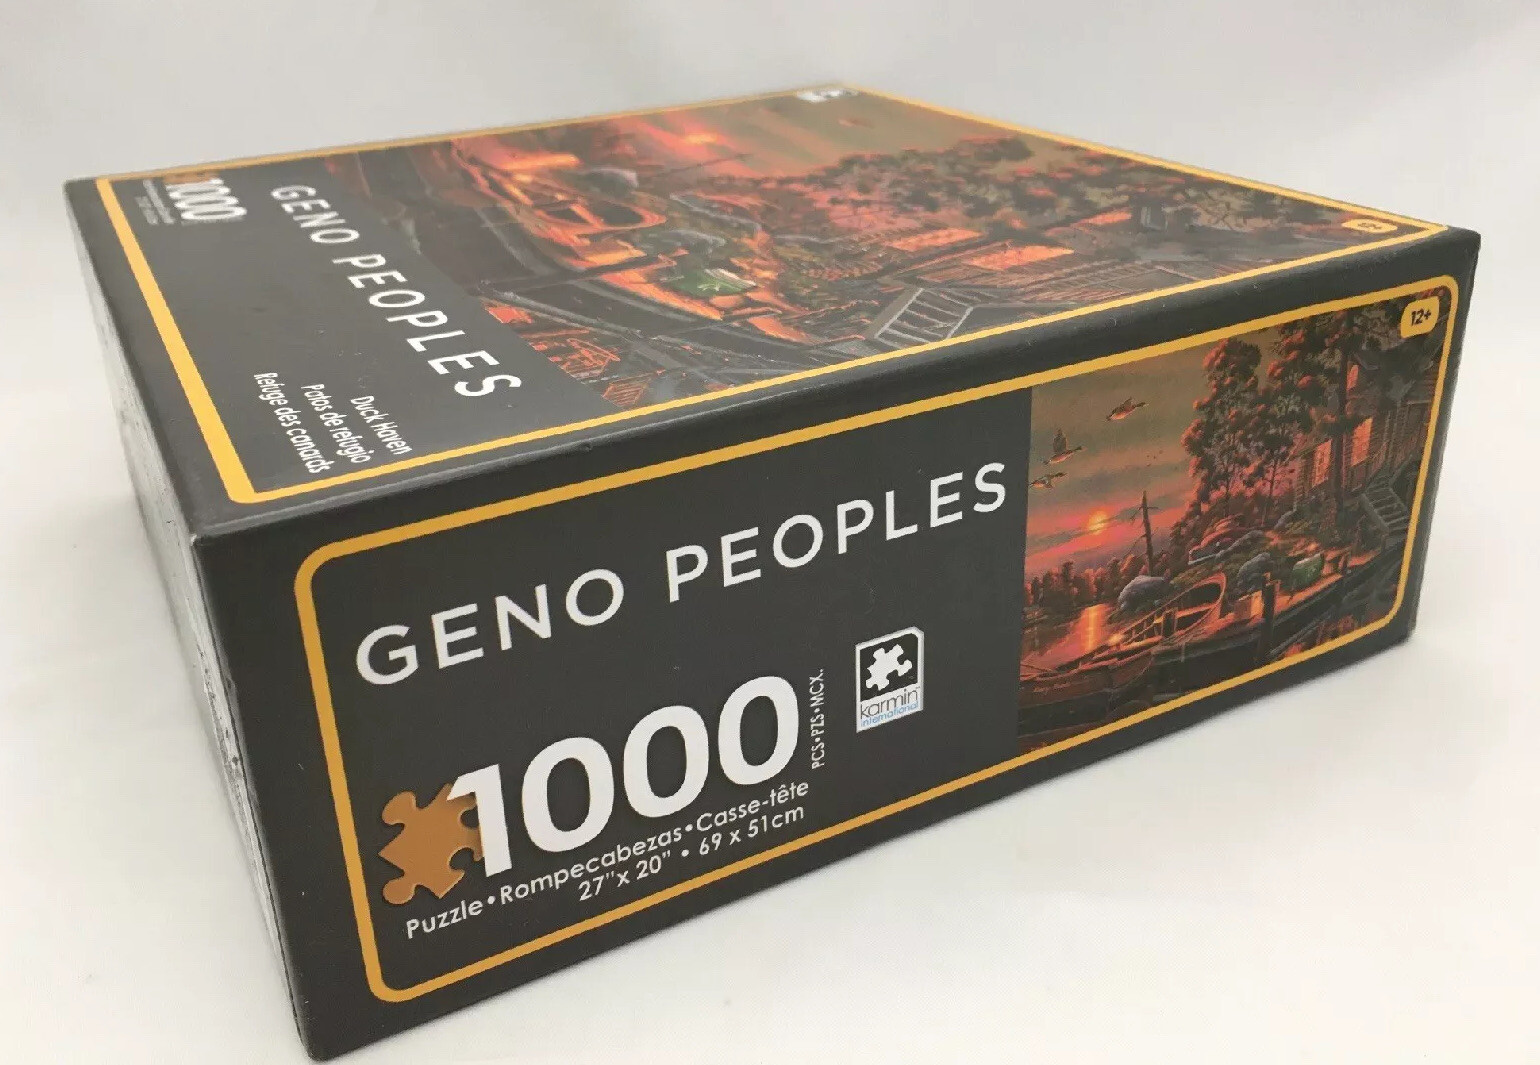 1000
GENO PEOPLES
Duck Haven
Patos de refugio
Refuge des canards
12+
12+
GENO PEOPLES
1000
PCS•PZS•MCX.
Puzzle•Rompecabezas•Casse-tête
27"x 20" • 69 x 51cm
karmin
international